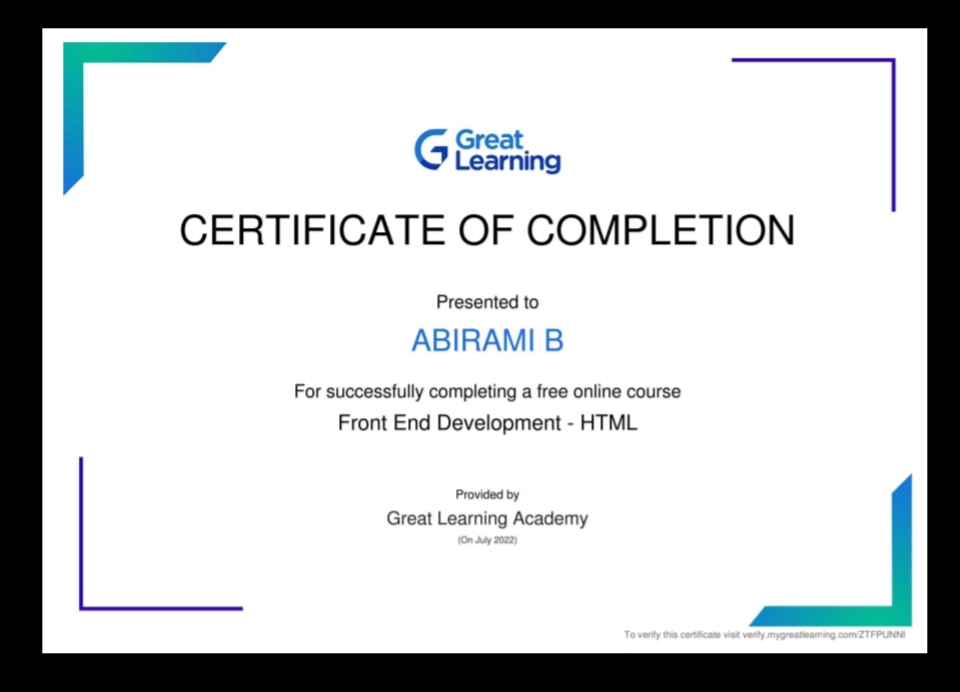 Great
Learning
CERTIFICATE OF COMPLETION
Presented to
ABIRAMI B
For successfully completing a free online course
Front End Development - HTML
Provided by
Great Learning Academy
(On July 2022)
To verify this certificate visit verify.mygreatlearning.com/ZTFPUNNI